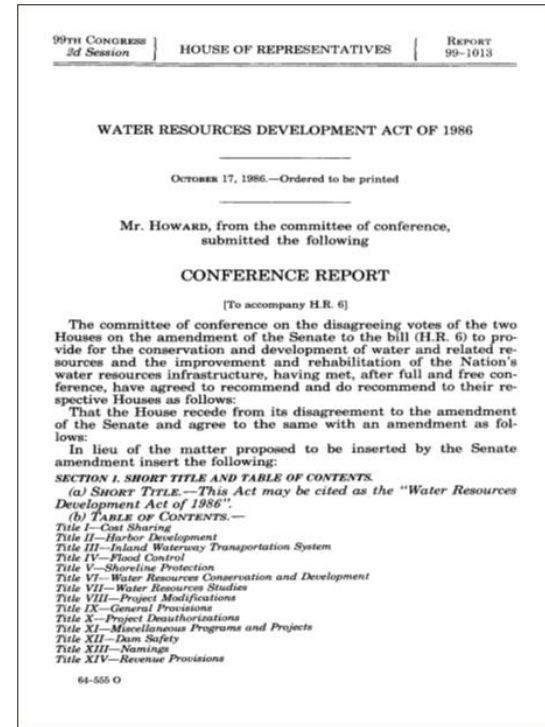 99TH CONGRESS
2d Session
HOUSE OF REPRESENTATIVES
REPORT
99-1013
WATER RESOURCES DEVELOPMENT ACT OF 1986
OCTOBER 17, 1986.—Ordered to be printed
Mr. HOWARD, from the committee of conference,
submitted the following
CONFERENCE REPORT
[To accompany H.R. 6]
The committee of conference on the disagreeing votes of the two
Houses on the amendment of the Senate to the bill (H.R. 6) to pro-
vide for the conservation and development of water and related re-
sources and the improvement and rehabilitation of the Nation's
water resources infrastructure, having met, after full and free con-
ference, have agreed to recommend and do recommend to their re-
spective Houses as follows:
That the House recede from its disagreement to the amendment
of the Senate and agree to the same with an amendment as fol-
lows:
In lieu of the matter proposed to be inserted by the Senate
amendment insert the following:
SECTION 1. SHORT TITLE AND TABLE OF CONTENTS.
(a) SHORT TITLE.—This Act may be cited as the "Water Resources
Development Act of 1986".
(b) TABLE OF CONTENTS.—
Title I—Cost Sharing
Title II—Harbor Development
Title III—Inland Waterway Transportation System
Title IV—Flood Control
Title V—Shoreline Protection
Title VI—Water Resources Conservation and Development
Title VII—Water Resources Studies
Title VIII—Project Modifications
Title IX—General Provisions
Title X—Project Deauthorizations
Title XI—Miscellaneous Programs and Projects
Title XII—Dam Safety
Title XIII—Namings
Title XIV—Revenue Provisions
64-555 O